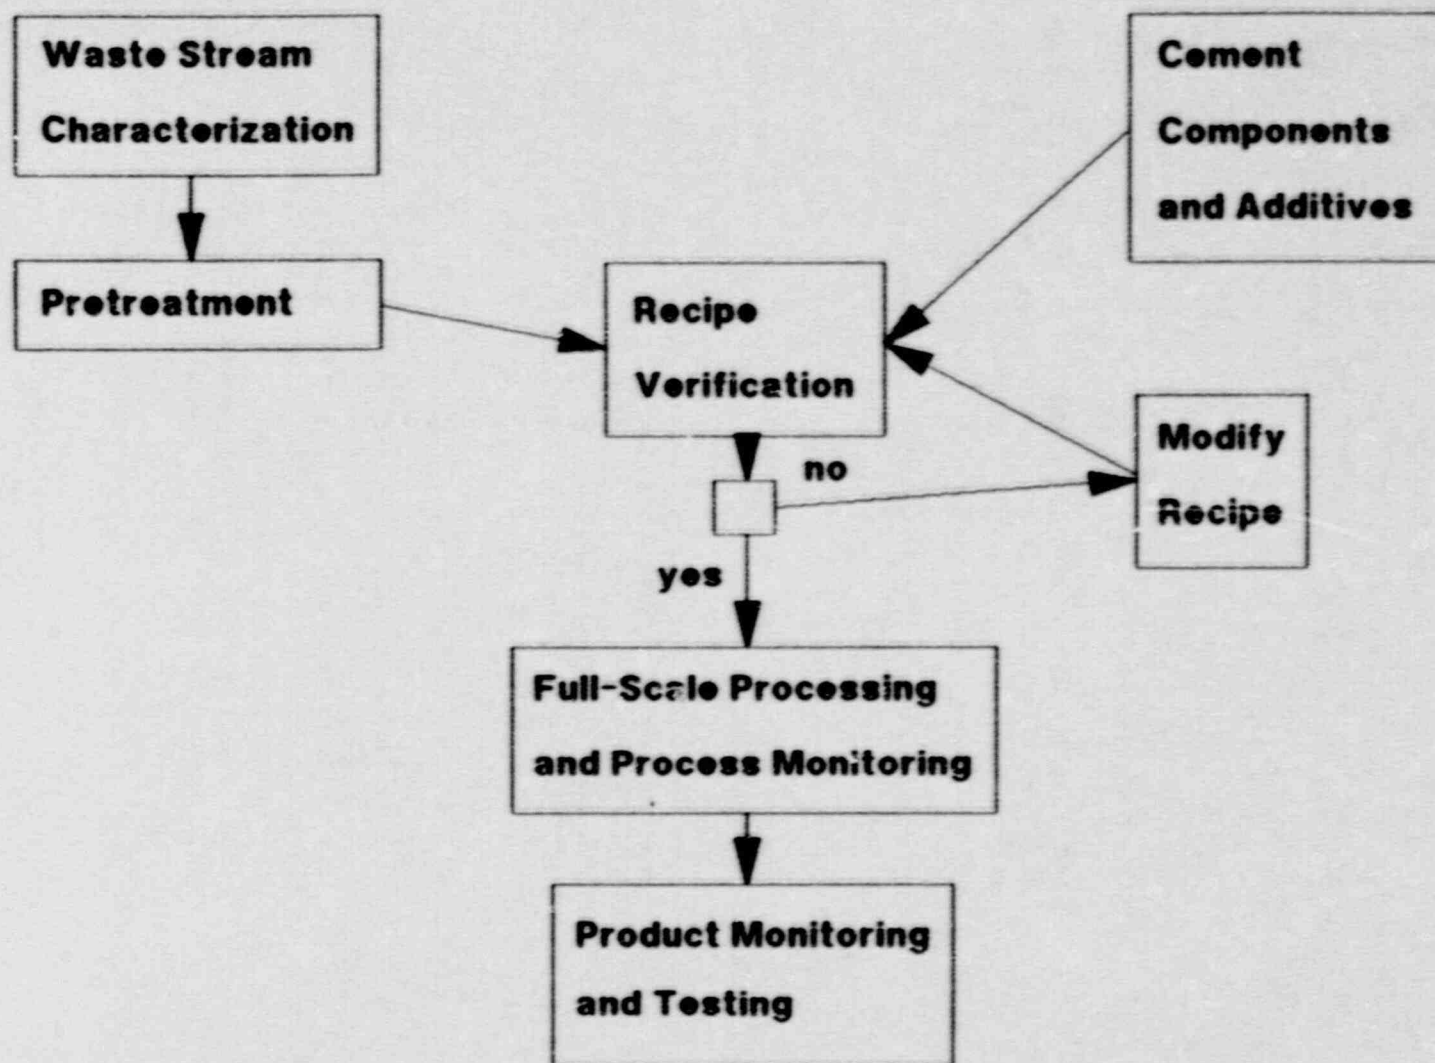 Waste Stream
Characterization
Cement
Components
and Additives
Pretreatment
Recipe
Verification
no
Modify
Recipe
yes
Full-Scale Processing
and Process Monitoring
Product Monitoring
and Testing